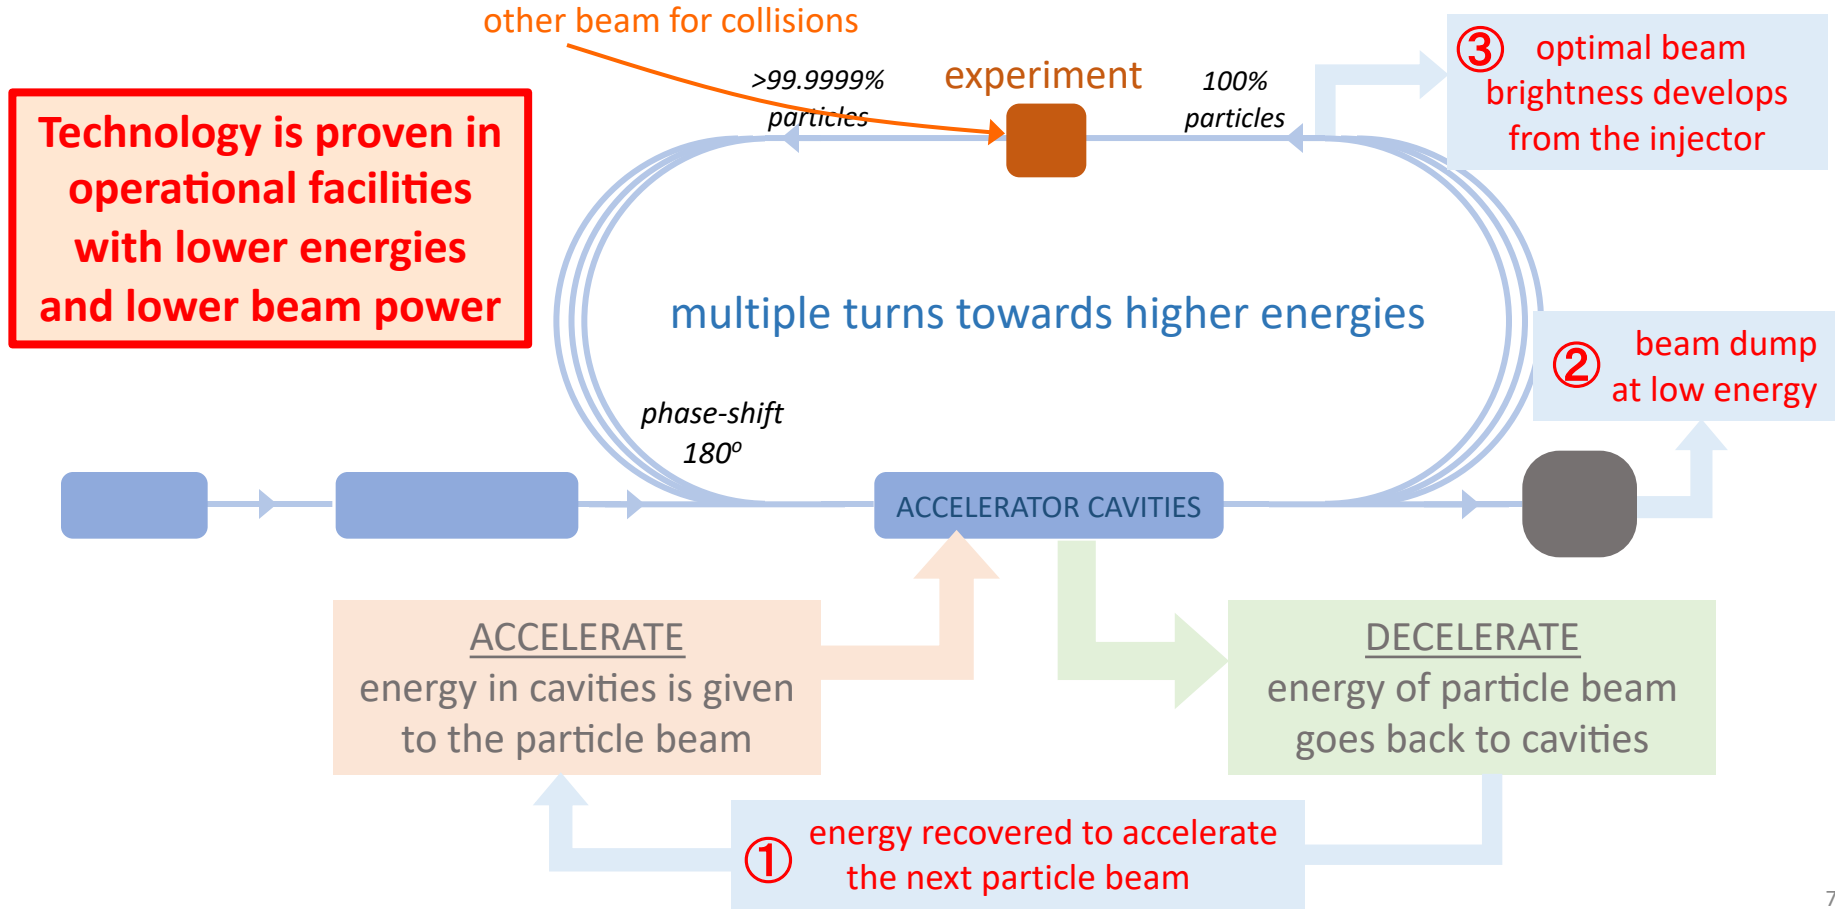 other beam for collisions
>99.9999%
particles
experiment
100%
particles
③ optimal beam
brightness develops
from the injector
Technology is proven in
operational facilities
with lower energies
and lower beam power
multiple turns towards higher energies
② beam dump
at low energy
phase-shift
180º
ACCELERATOR CAVITIES
ACCELERATE
energy in cavities is given
to the particle beam
DECELERATE
energy of particle beam
goes back to cavities
① energy recovered to accelerate
the next particle beam
7